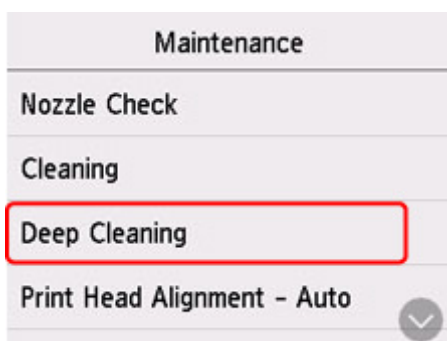 Maintenance
Nozzle Check
Cleaning
Deep Cleaning
Print Head Alignment - Auto